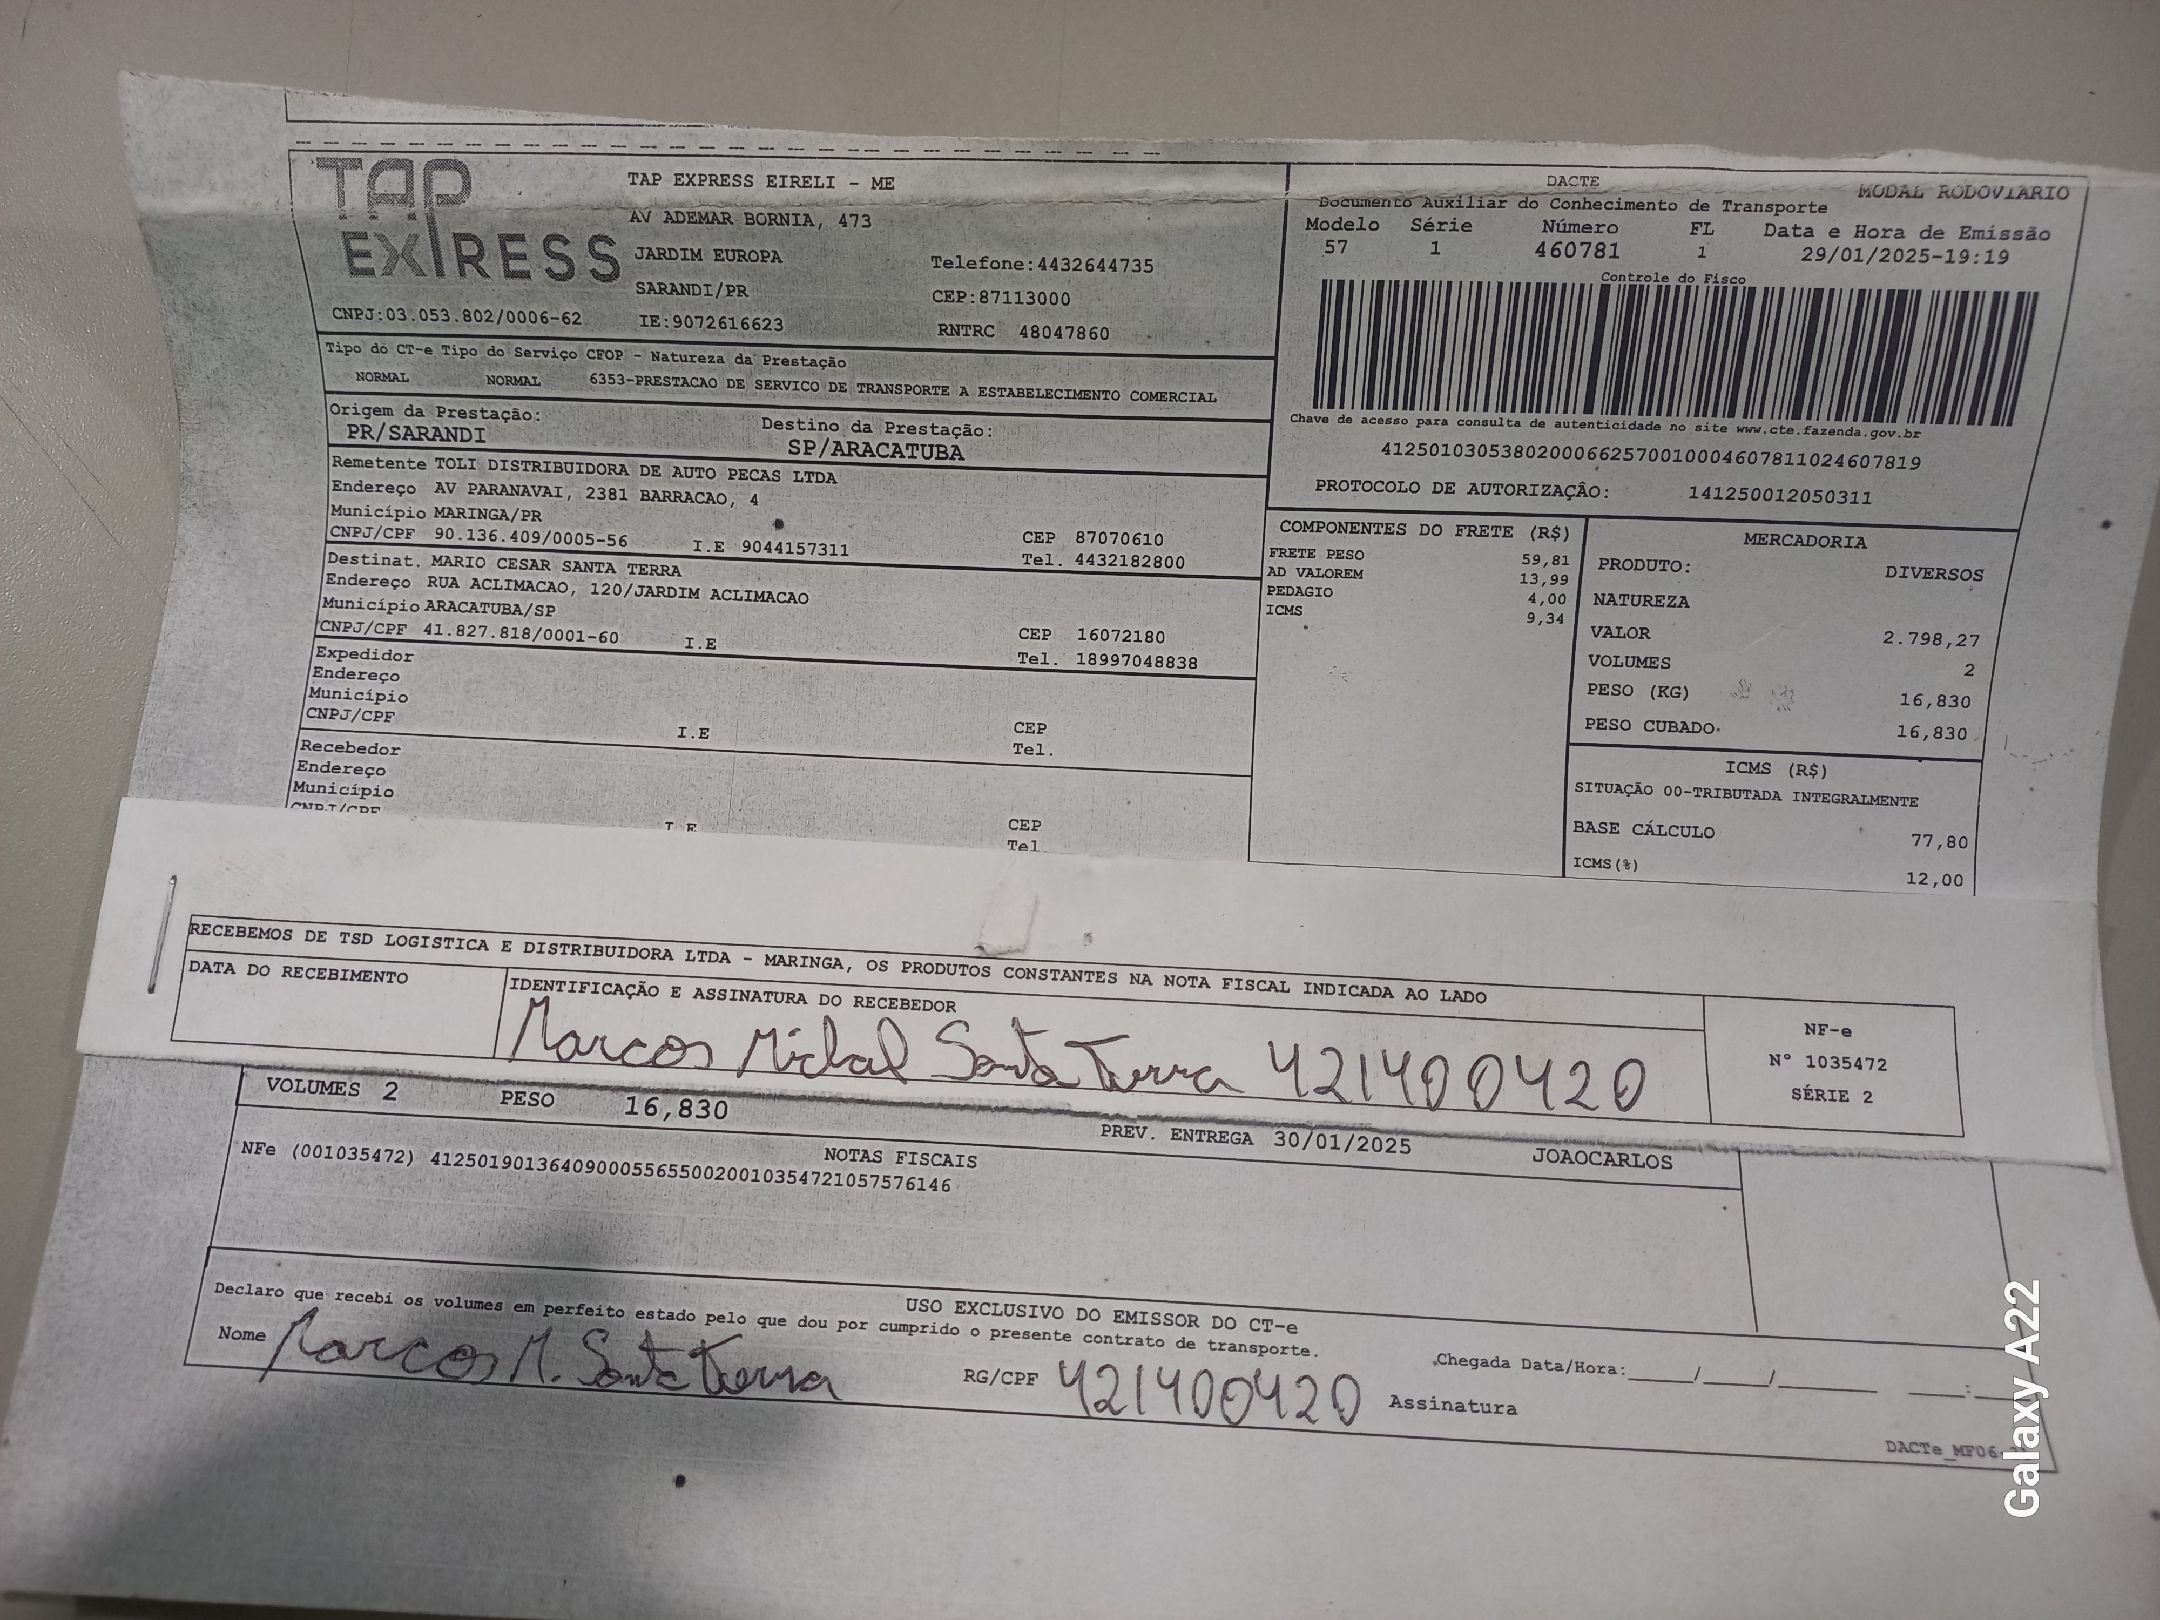 TAP EXPRESS
TAP EXPRESS EIRELI - ME
AV ADEMAR BORNIA, 473
JARDIM EUROPA
Telefone:4432644735
SARANDI/PR
CEP:87113000
CNPJ:03.053.802/0006-62
IE:9072616623
RNTRC 48047860
DACTE
MODAL RODOVIARIO
Documento Auxiliar do Conhecimento de Transporte
Modelo Série Número FL Data e Hora de Emissão
57 1 460781 1 29/01/2025-19:19
Controle do Fisco
Chave de acesso para consulta de autenticidade no site www.cte.fazenda.gov.br
41250103053802000662570010004607811024607819
PROTOCOLO DE AUTORIZAÇÃO: 141250012050311
Tipo do CT-e Tipo do Serviço CFOP - Natureza da Prestação
NORMAL NORMAL 6353-PRESTACAO DE SERVICO DE TRANSPORTE A ESTABELECIMENTO COMERCIAL
Origem da Prestação: Destino da Prestação:
PR/SARANDI SP/ARACATUBA
Remetente TOLI DISTRIBUIDORA DE AUTO PECAS LTDA
Endereço AV PARANAVAI, 2381 BARRACAO, 4
Município MARINGA/PR CEP 87070610
CNPJ/CPF 90.136.409/0005-56 I.E 9044157311 Tel. 4432182800
Destinat. MARIO CESAR SANTA TERRA
Endereço RUA ACLIMACAO, 120/JARDIM ACLIMACAO
Município ARACATUBA/SP CEP 16072180
CNPJ/CPF 41.827.818/0001-60 I.E Tel. 18997048838
Expedidor
Endereço
Município CEP
CNPJ/CPF I.E Tel.
Recebedor
Endereço
Município CEP
CNPJ/CPF I.E Tel
COMPONENTES DO FRETE (R$)
FRETE PESO 59,81
AD VALOREM 13,99
PEDAGIO 4,00
ICMS 9,34
MERCADORIA
PRODUTO: DIVERSOS
NATUREZA
VALOR 2.798,27
VOLUMES 2
PESO (KG) 16,830
PESO CUBADO 16,830
ICMS (R$)
SITUAÇÃO 00-TRIBUTADA INTEGRALMENTE
BASE CÁLCULO 77,80
ICMS(%) 12,00
RECEBEMOS DE TSD LOGISTICA E DISTRIBUIDORA LTDA - MARINGA, OS PRODUTOS CONSTANTES NA NOTA FISCAL INDICADA AO LADO
DATA DO RECEBIMENTO IDENTIFICAÇÃO E ASSINATURA DO RECEBEDOR
Marcos Michal Santa Terra 421400420
NF-e
Nº 1035472
SÉRIE 2
VOLUMES 2 PESO 16,830 PREV. ENTREGA 30/01/2025 JOAOCARLOS
NOTAS FISCAIS
NFe (001035472) 41250190136409000556550020010354721057576146
USO EXCLUSIVO DO EMISSOR DO CT-e
Declaro que recebi os volumes em perfeito estado pelo que dou por cumprido o presente contrato de transporte.
Nome Marcos M. Santa Terra RG/CPF 421400420 Assinatura
Chegada Data/Hora:_____/_____/_______ ____:____
DACTe_MF06
Galaxy A22